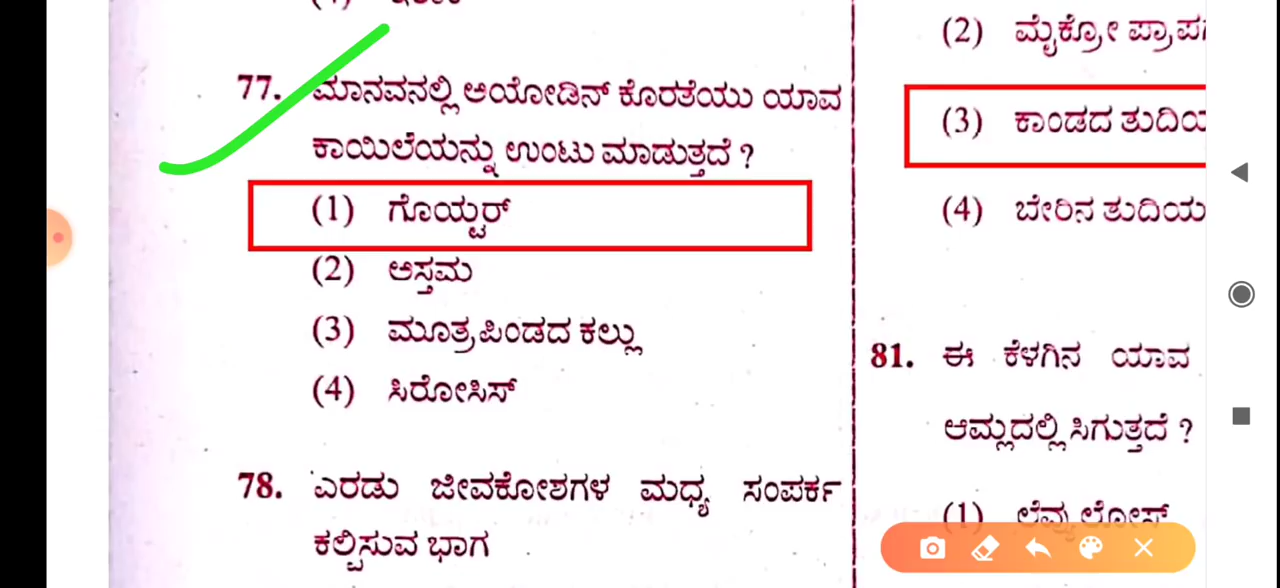 77. ಮಾನವನಲ್ಲಿ ಅಯೋಡಿನ್ ಕೊರತೆಯು ಯಾವ
ಕಾಯಿಲೆಯನ್ನು ಉಂಟು ಮಾಡುತ್ತದೆ ?
(1) ಗೊಯ್ಟರ್
(2) ಅಸ್ತಮ
(3) ಮೂತ್ರಪಿಂಡದ ಕಲ್ಲು
(4) ಸಿರೋಸಿಸ್
78. ಎರಡು ಜೀವಕೋಶಗಳ ಮಧ್ಯ ಸಂಪರ್ಕ
ಕಲ್ಪಿಸುವ ಭಾಗ
(2) ಮೈಕ್ರೋ
(3) ಕಾಂಡದ
(4) ಬೇರಿನ ತುದಿಯ
81. ಈ ಕೆಳಗಿನ ಯಾವ
ಆಮ್ಲದಲ್ಲಿ ಸಿಗುತ್ತದೆ ?
(1)